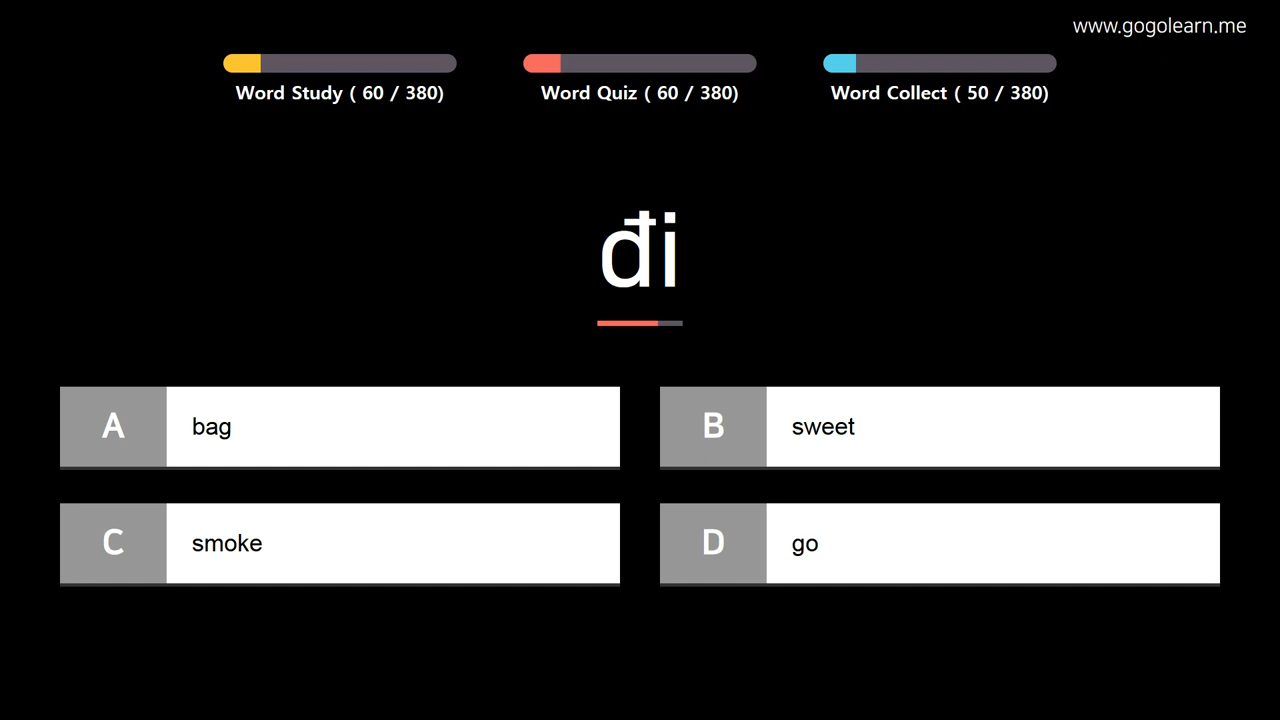 www.gogolearn.me
Word Study ( 60 / 380)
Word Quiz ( 60 / 380)
Word Collect ( 50 / 380)
đi
A bag
B sweet
C smoke
D go